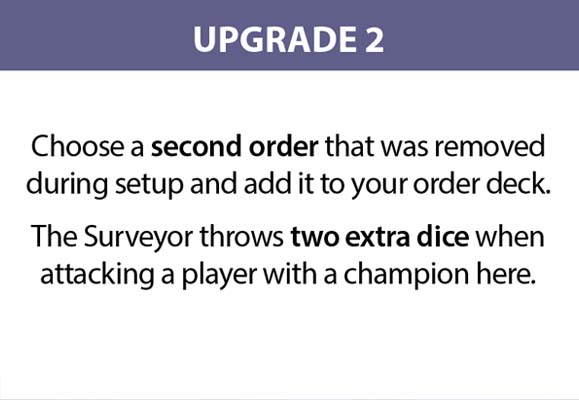 UPGRADE 2
Choose a second order that was removed
during setup and add it to your order deck.
The Surveyor throws two extra dice when
attacking a player with a champion here.